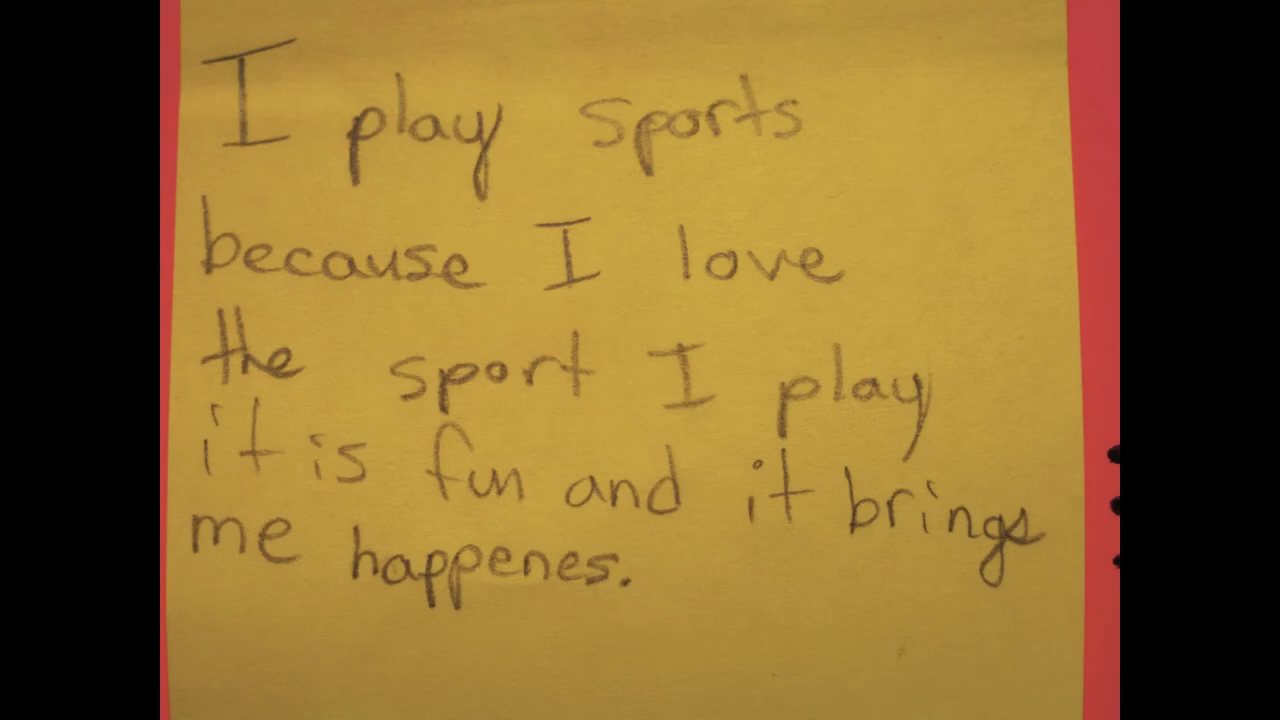 I play sports
because I love
the sport I play
it is fun and it brings
me happenes.